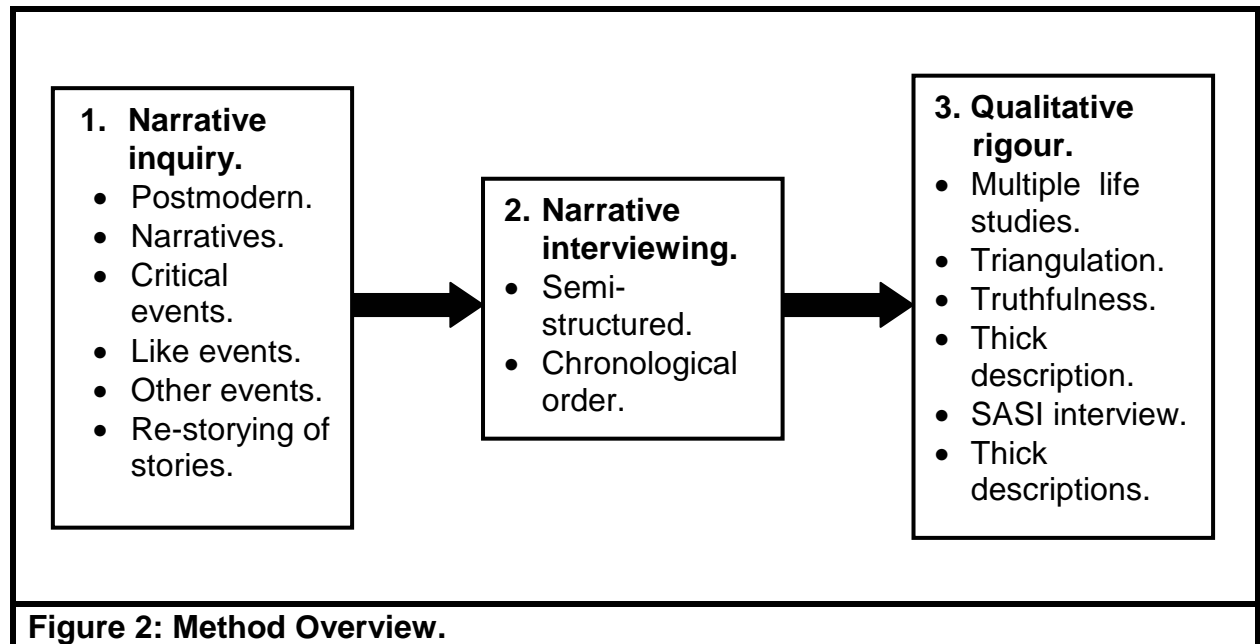 1. Narrative
inquiry.
• Postmodern.
• Narratives.
• Critical
events.
• Like events.
• Other events.
• Re-storying of
stories.
2. Narrative
interviewing.
• Semi-
structured.
• Chronological
order.
3. Qualitative
rigour.
• Multiple life
studies.
• Triangulation.
• Truthfulness.
• Thick
description.
• SASI interview.
• Thick
descriptions.
Figure 2: Method Overview.